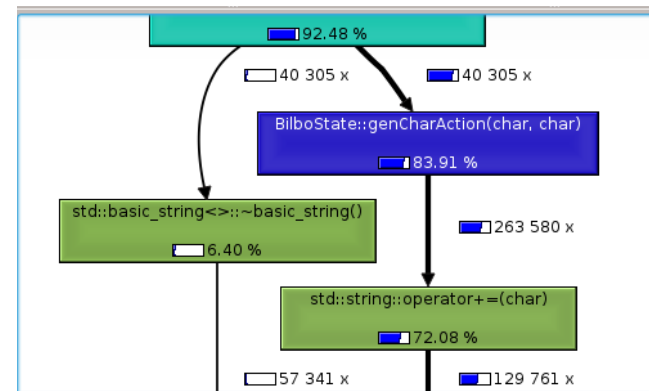 92.48 %
40 305 x
40 305 x
BilboState::genCharAction(char, char)
83.91 %
std::basic_string<>::~basic_string()
6.40 %
263 580 x
std::string::operator+=(char)
72.08 %
57 341 x
129 761 x